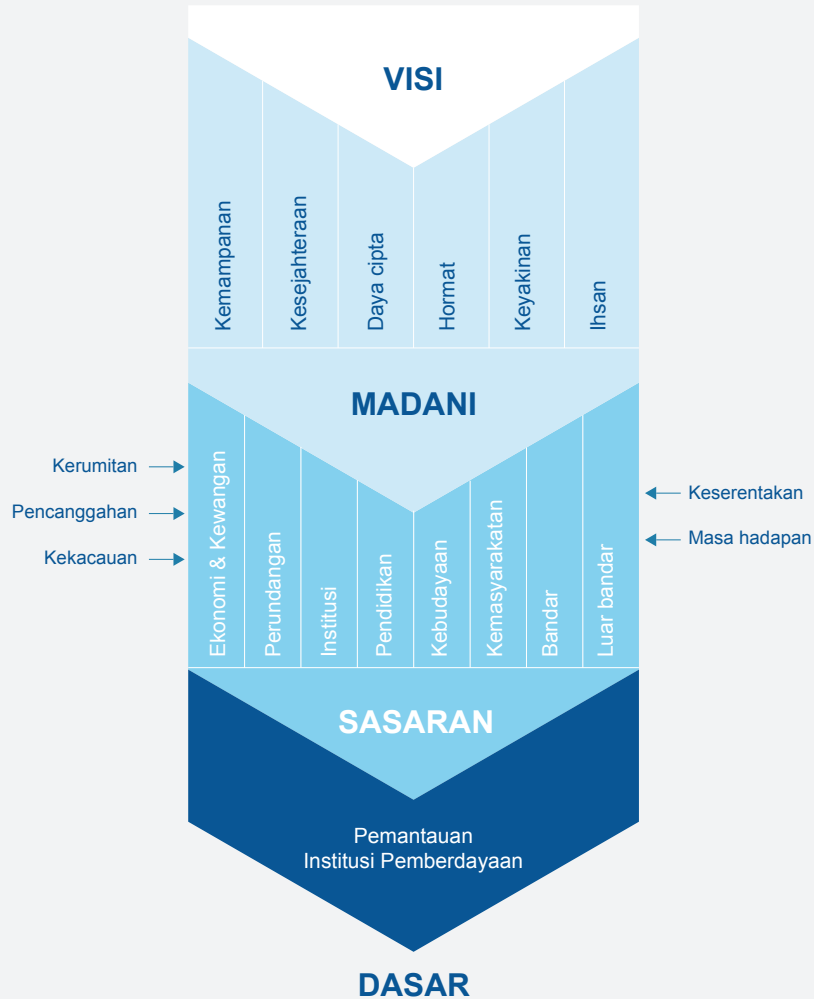 VISI
Kemampanan
Kesejahteraan
Daya cipta
Hormat
Keyakinan
Ihsan
MADANI
Kerumitan
Pencanggahan
Kekacauan
Ekonomi & Kewangan
Perundangan
Institusi
Pendidikan
Kebudayaan
Kemasyarakatan
Bandar
Luar bandar
Keserentakan
Masa hadapan
SASARAN
Pemantauan
Institusi Pemberdayaan
DASAR